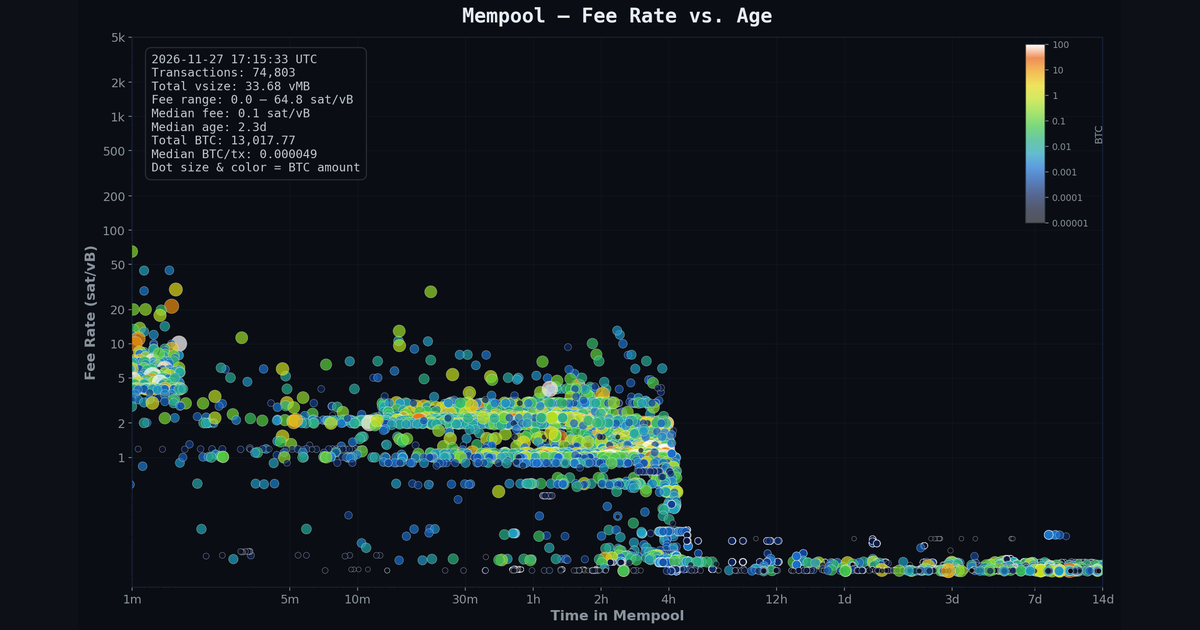 Mempool — Fee Rate vs. Age
2026-11-27 17:15:33 UTC
Transactions: 74,803
Total vsize: 33.68 vMB
Fee range: 0.0 — 64.8 sat/vB
Median fee: 0.1 sat/vB
Median age: 2.3d
Total BTC: 13,017.77
Median BTC/tx: 0.000049
Dot size & color = BTC amount
100
10
1
0.1
0.01
0.001
0.0001
0.00001
BTC
Fee Rate (sat/vB)
5k
2k
1k
500
200
100
50
20
10
5
2
1
1m
5m
10m
30m
1h
2h
4h
12h
1d
3d
7d
14d
Time in Mempool